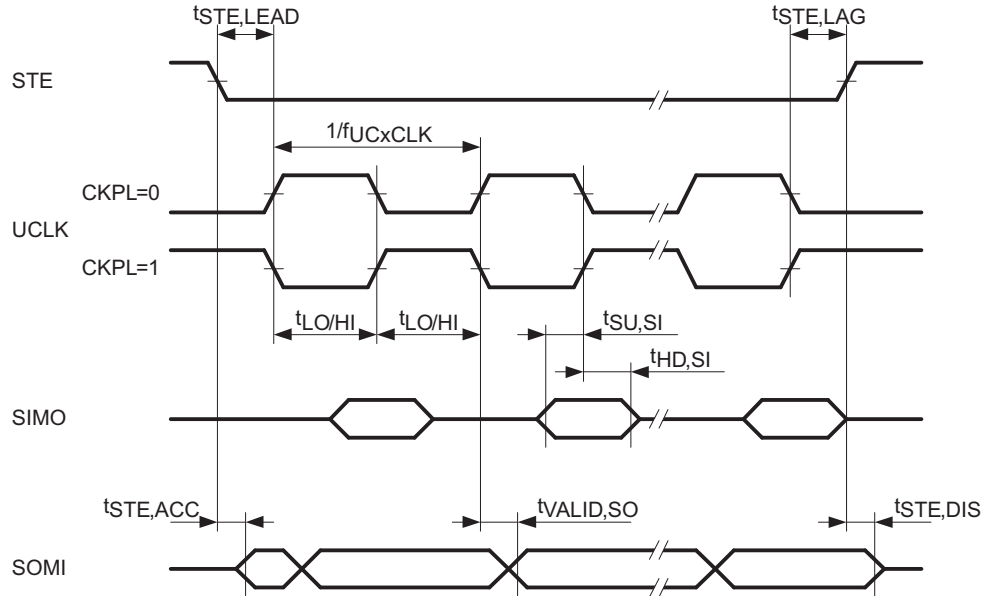 tSTE,LEAD
tSTE,LAG
STE
1/fUCxCLK
CKPL=0
UCLK
CKPL=1
tLO/HI
tLO/HI
tSU,SI
tHD,SI
SIMO
tSTE,ACC
tVALID,SO
tSTE,DIS
SOMI